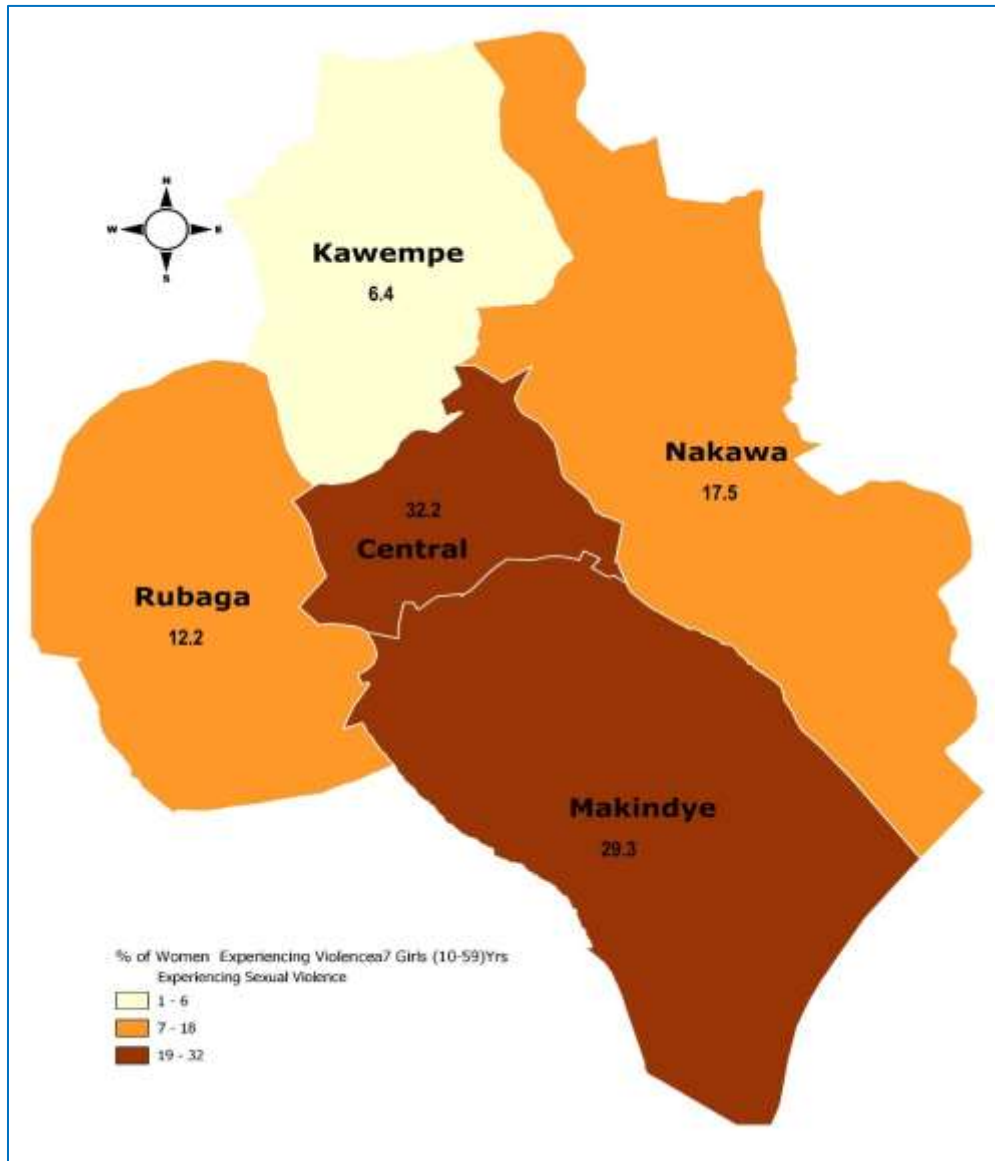 N
W E
S
Kawempe
6.4
Nakawa
17.5
32.2
Central
Rubaga
12.2
Makindye
29.3
% of Women Experiencing Violencea7 Girls (10-59)Yrs
Experiencing Sexual Violence
1 - 6
7 - 18
19 - 32